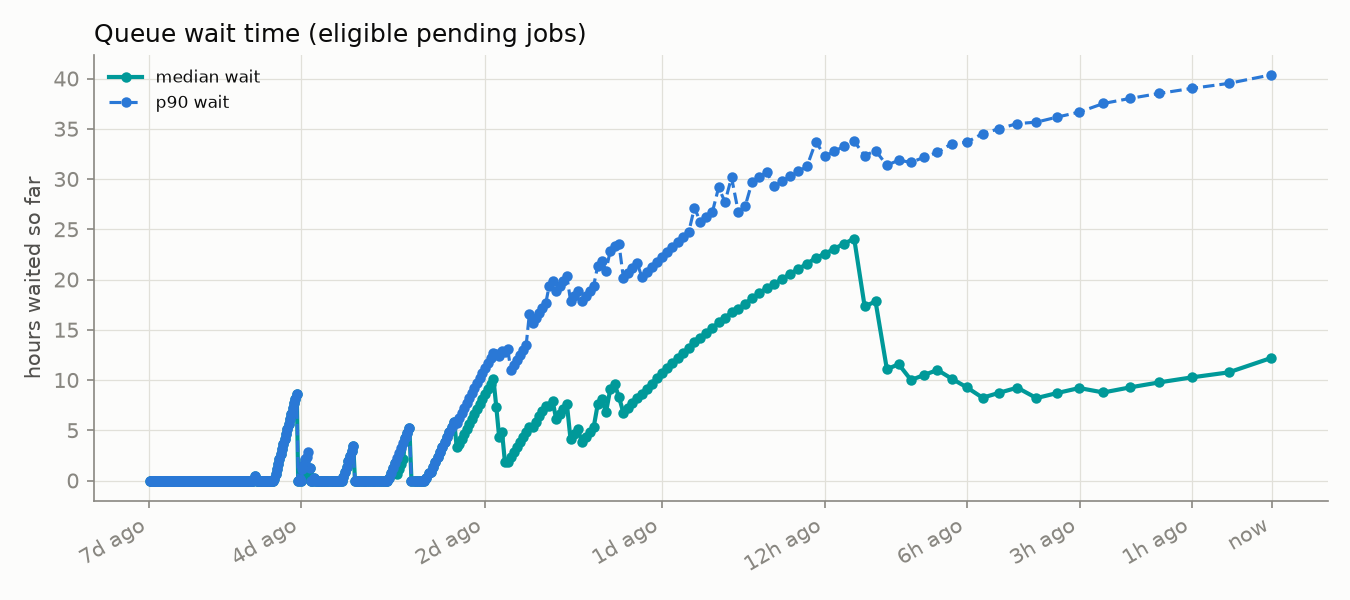 Queue wait time (eligible pending jobs)
median wait
p90 wait
hours waited so far
40
35
30
25
20
15
10
5
0
7d ago
4d ago
2d ago
1d ago
12h ago
6h ago
3h ago
1h ago
now